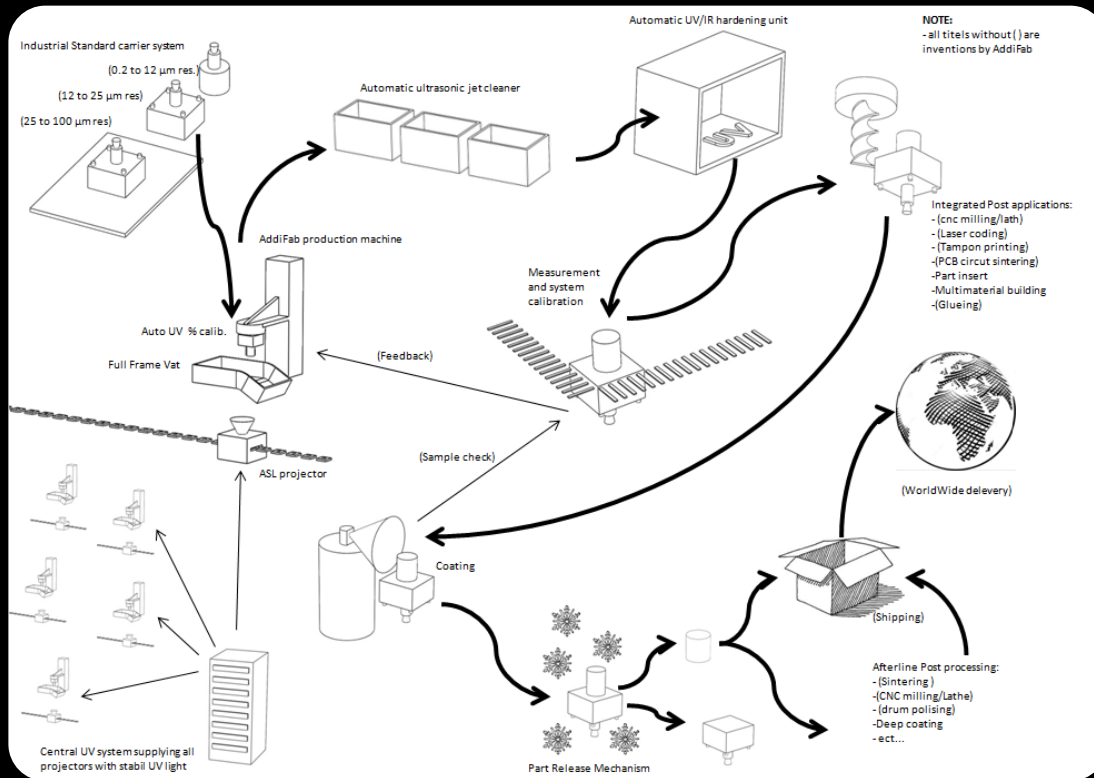 Industrial Standard carrier system
(0.2 to 12 µm res.)
(12 to 25 µm res)
(25 to 100 µm res)
Automatic ultrasonic jet cleaner
Automatic UV/IR hardening unit
UV
NOTE:
- all titels without ( ) are
inventions by AddiFab
Integrated Post applications:
- (cnc milling/lath)
- (Laser coding)
- (Tampon printing)
-(PCB circut sintering)
-Part insert
-Multimaterial building
-(Glueing)
AddiFab production machine
Auto UV % calib.
Full Frame Vat
Measurement
and system
calibration
(Feedback)
(Sample check)
ASL projector
(WorldWide delevery)
Coating
(Shipping)
Afterline Post processing:
- (Sintering )
-(CNC milling/Lathe)
- (drum polising)
-Deep coating
- ect...
Central UV system supplying all
projectors with stabil UV light
Part Release Mechanism